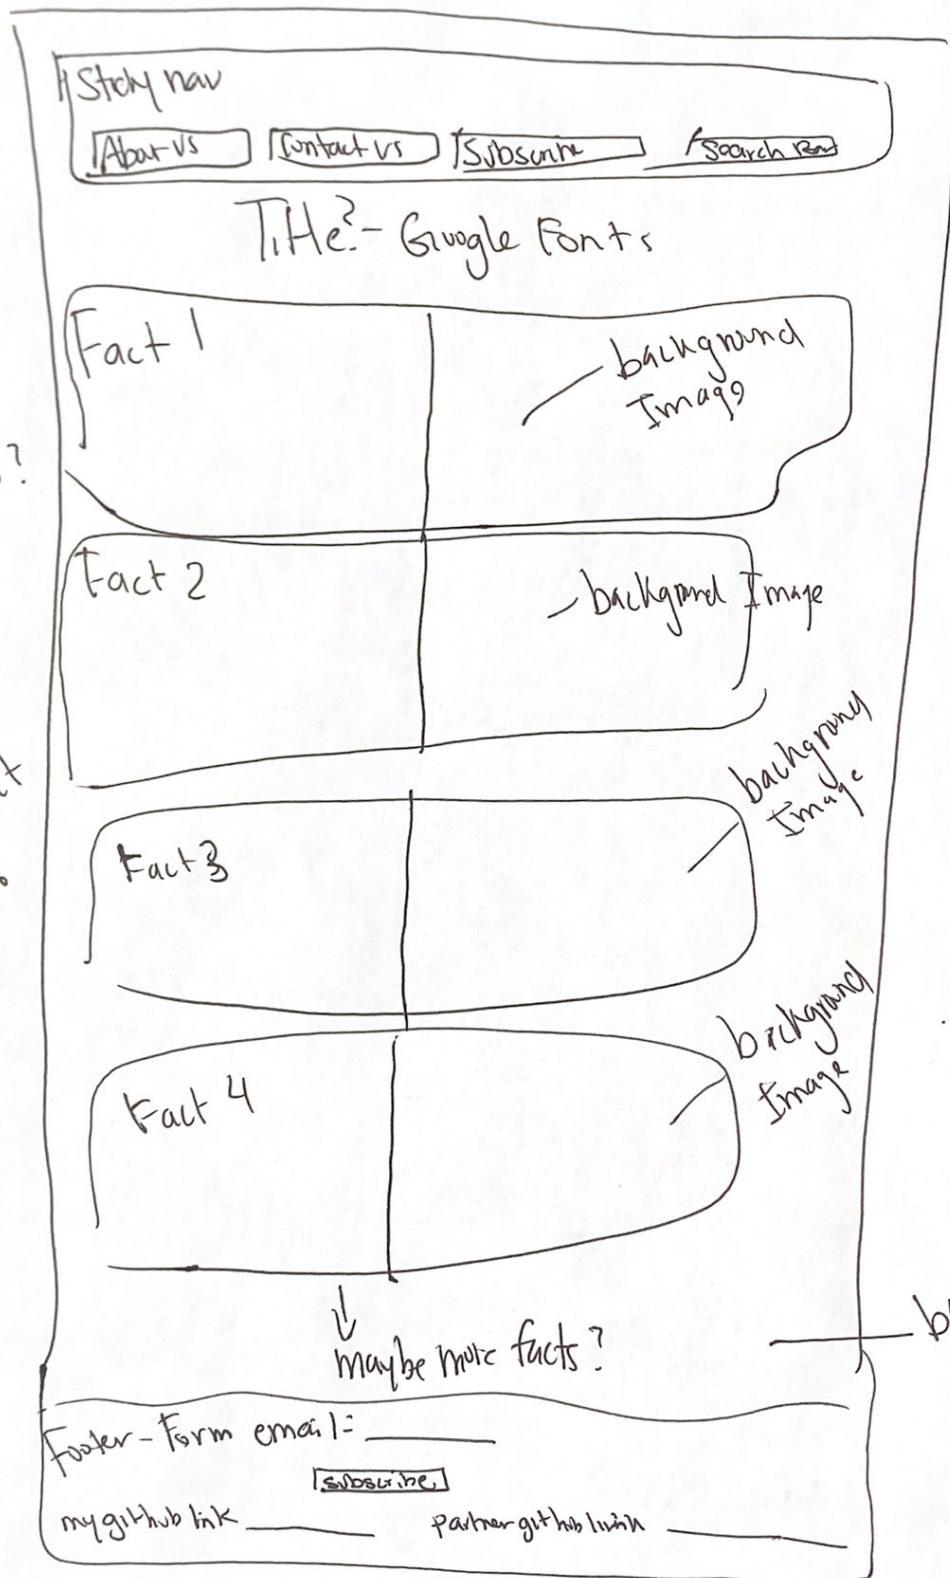 Sticky nav
About Us
Contact Us
Subscribe
Search Bar
Title? - Google Fonts
Fact 1
background
Image
?
Fact 2
background Image
background
Image
Fact 3
background
Image
Fact 4
maybe more facts?
Footer - Form email:
subscribe
my github link
partner github link